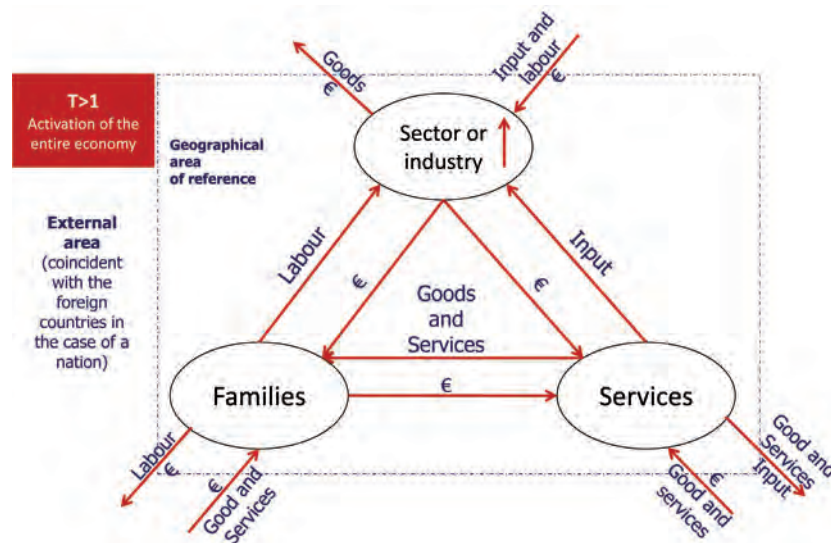 Goods
€
Input and
labour
€
T>1
Activation of the
entire economy
Geographical
area
of reference
Sector or
industry
External
area
(coincident
with the
foreign
countries in
the case of a
nation)
Labour
€
Goods
and
Services
€
Input
€
Families
Services
Labour
€
€
Good and
Services
€
Good and
services
Good and
Services
Input